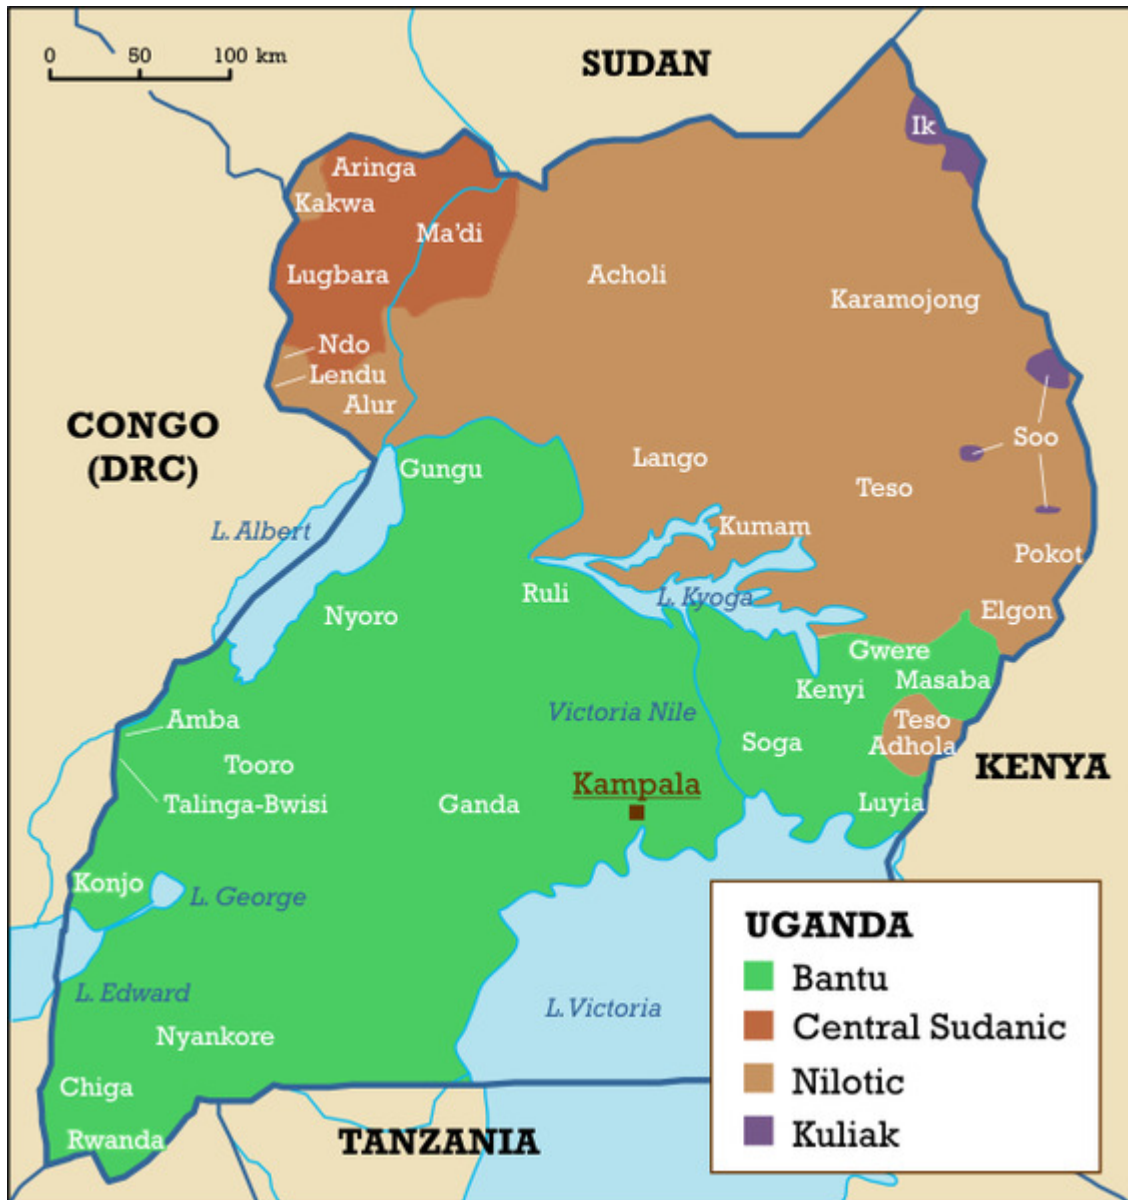 0 50 100 km
SUDAN
Ik
Aringa
Kakwa
Ma'di
Lugbara
Acholi
Karamojong
Ndo
Lendu
Alur
CONGO
(DRC)
Soo
Lango
Gungu
Teso
L. Albert
Kumam
Pokot
Ruli
L. Kyoga
Nyoro
Elgon
Gwere
Masaba
Kenyi
Amba
Victoria Nile
Teso
Adhola
Soga
Tooro
KENYA
Kampala
Talinga-Bwisi
Ganda
Luyia
Konjo
L. George
L. Edward
L. Victoria
Nyankore
Chiga
Rwanda
TANZANIA
UGANDA
Bantu
Central Sudanic
Nilotic
Kuliak